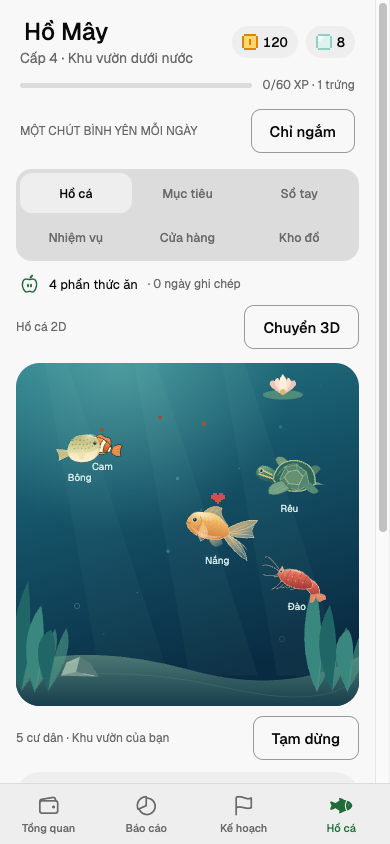 Hồ Mây
120
8
Cấp 4 · Khu vườn dưới nước
0/60 XP · 1 trứng
MỘT CHÚT BÌNH YÊN MỖI NGÀY
Chỉ ngắm
Hồ cá
Mục tiêu
Sổ tay
Nhiệm vụ
Cửa hàng
Kho đồ
4 phần thức ăn · 0 ngày ghi chép
Hồ cá 2D
Chuyển 3D
Cam
Bông
Rêu
Nắng
Đào
5 cư dân · Khu vườn của bạn
Tạm dừng
Tổng quan
Báo cáo
Kế hoạch
Hồ cá